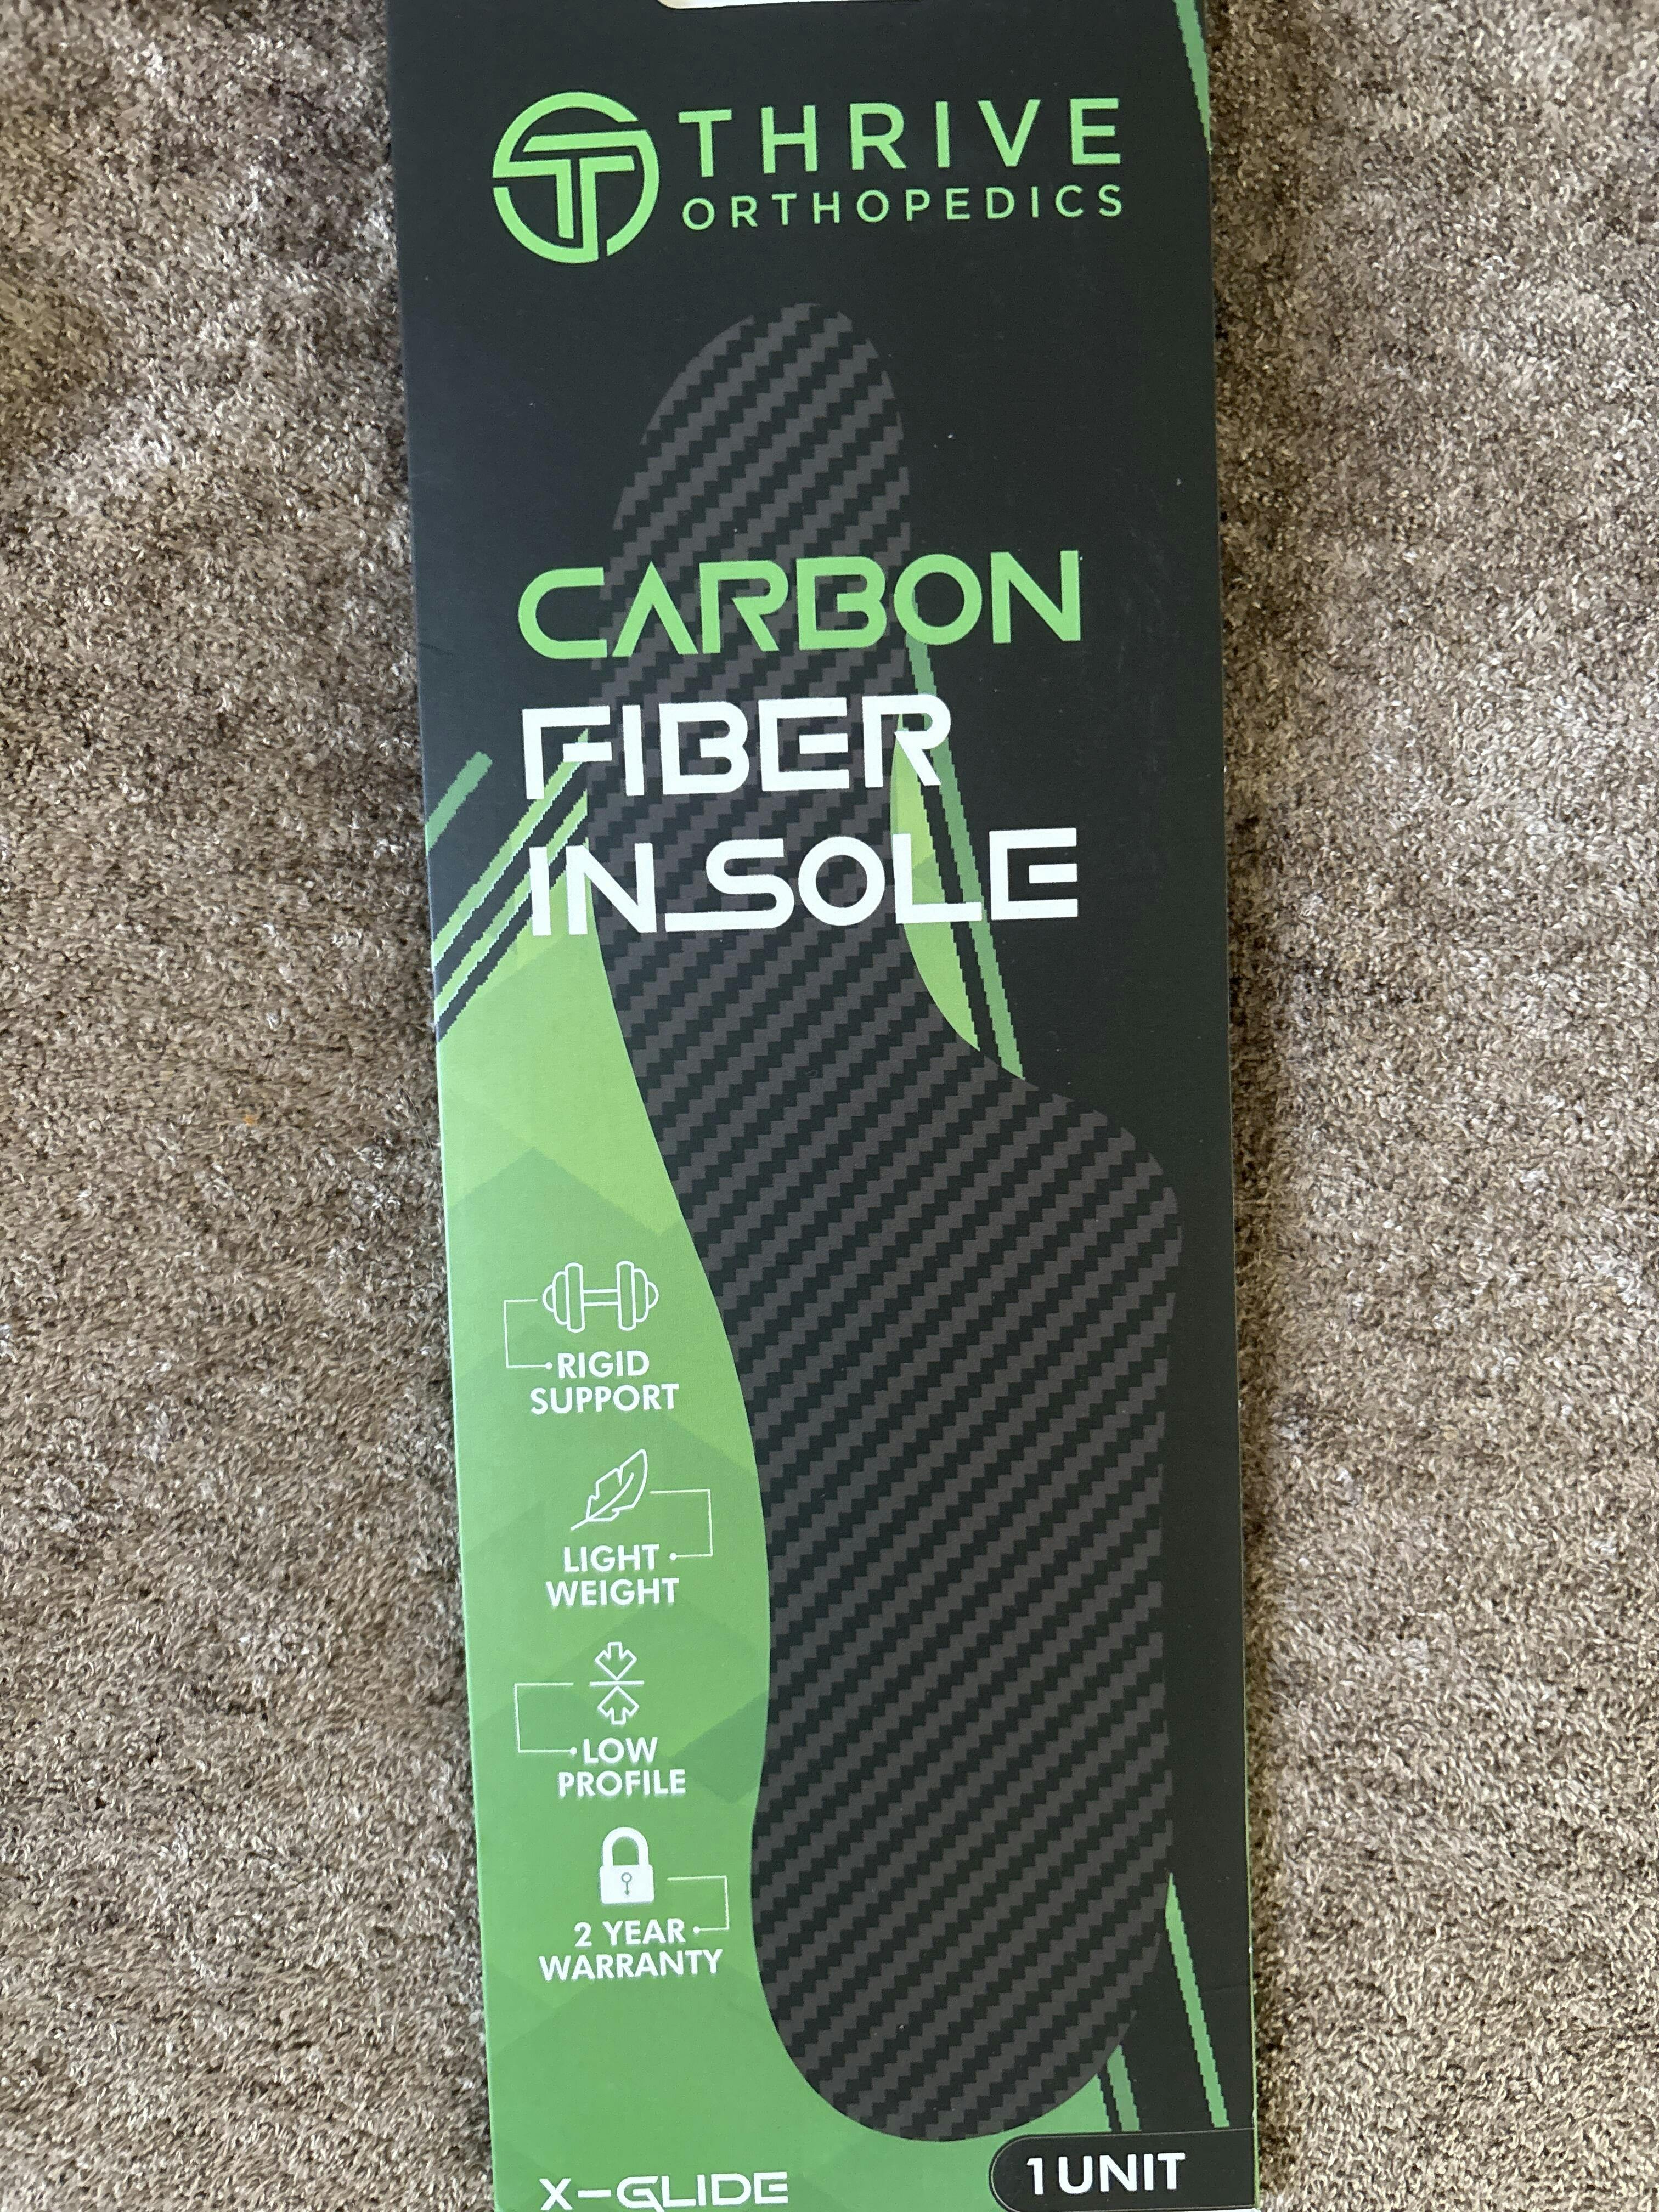 THRIVE
ORTHOPEDICS
CARBON
FIBER
INSOLE
RIGID
SUPPORT
LIGHT
WEIGHT
LOW
PROFILE
2 YEAR
WARRANTY
X-GLIDE
1 UNIT